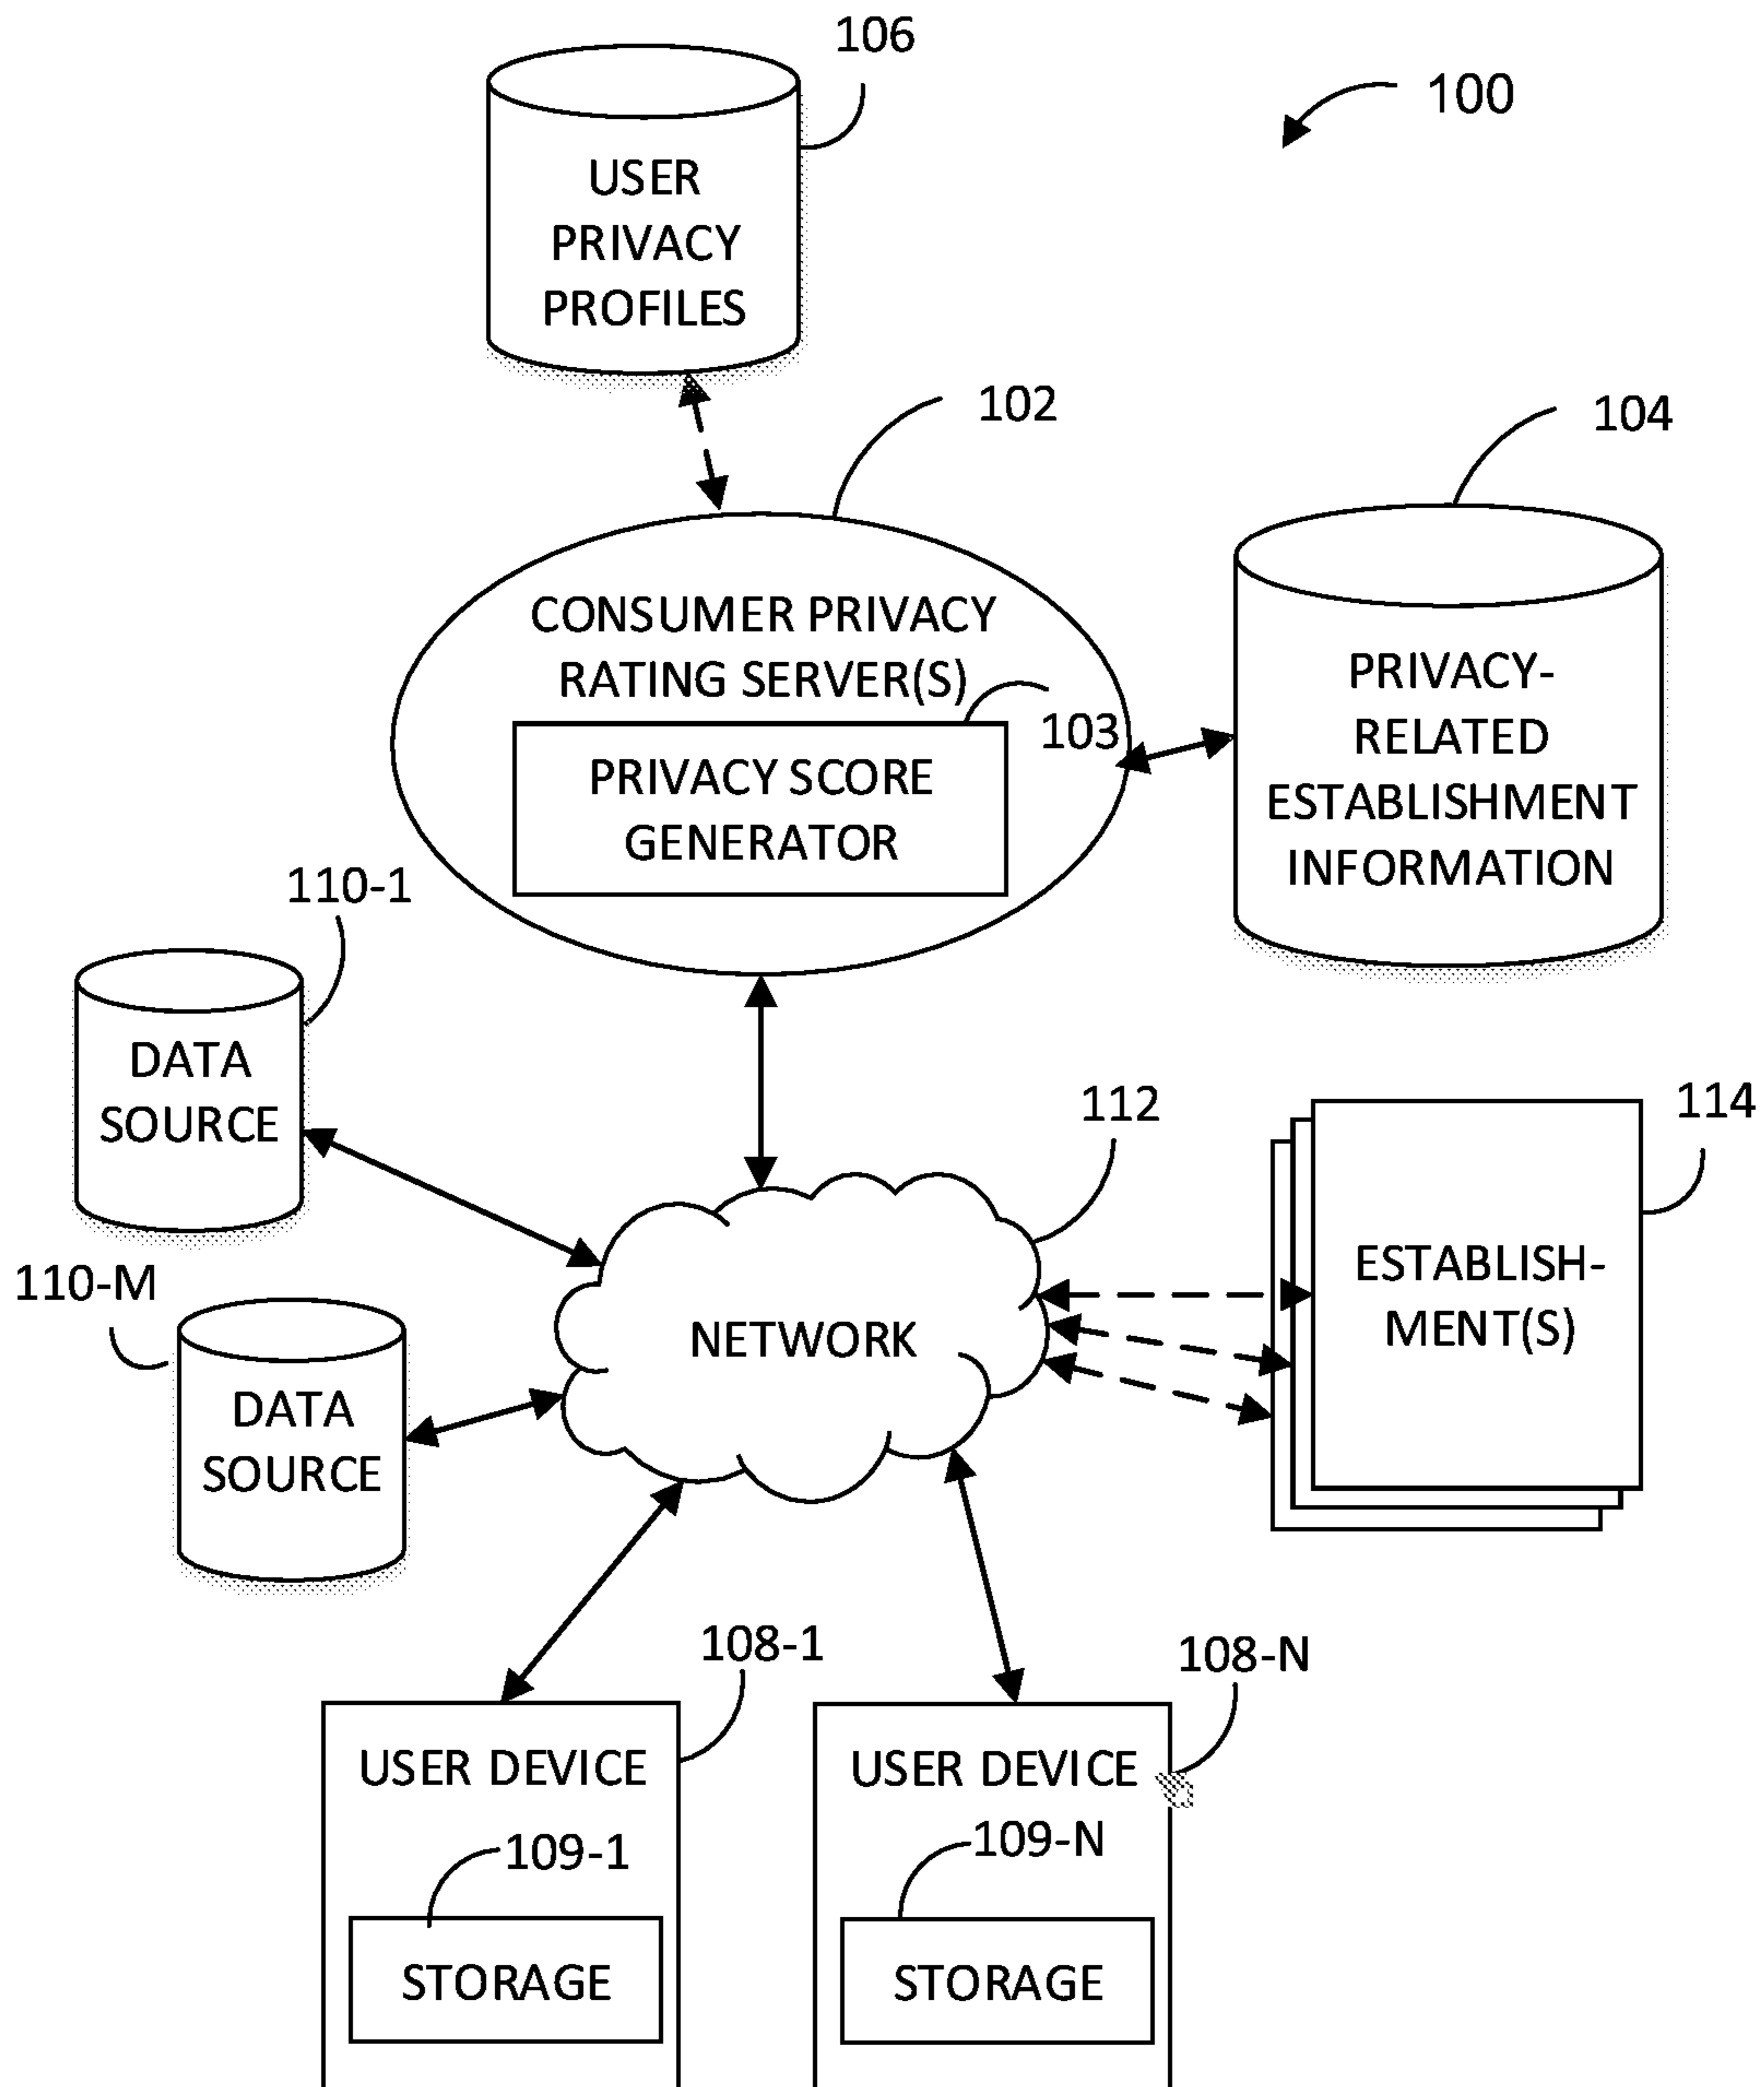 106
100
USER
PRIVACY
PROFILES
102
104
CONSUMER PRIVACY
RATING SERVER(S)
103
PRIVACY SCORE
GENERATOR
PRIVACY-
RELATED
ESTABLISHMENT
INFORMATION
110-1
DATA
SOURCE
112
114
110-M
DATA
SOURCE
NETWORK
ESTABLISH-
MENT(S)
108-1
108-N
USER DEVICE
109-1
STORAGE
USER DEVICE
109-N
STORAGE